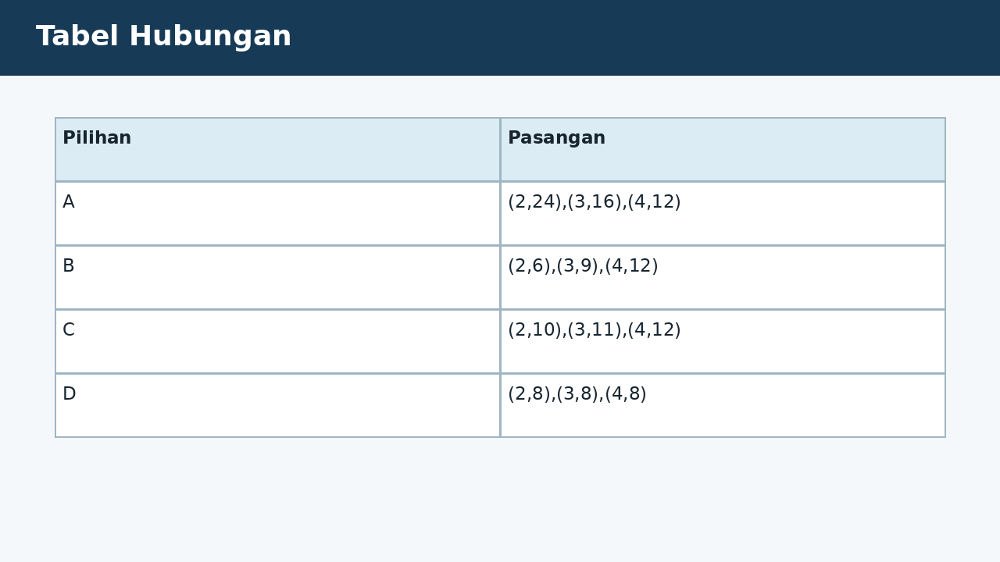 Tabel Hubungan
Pilihan Pasangan
A (2,24),(3,16),(4,12)
B (2,6),(3,9),(4,12)
C (2,10),(3,11),(4,12)
D (2,8),(3,8),(4,8)